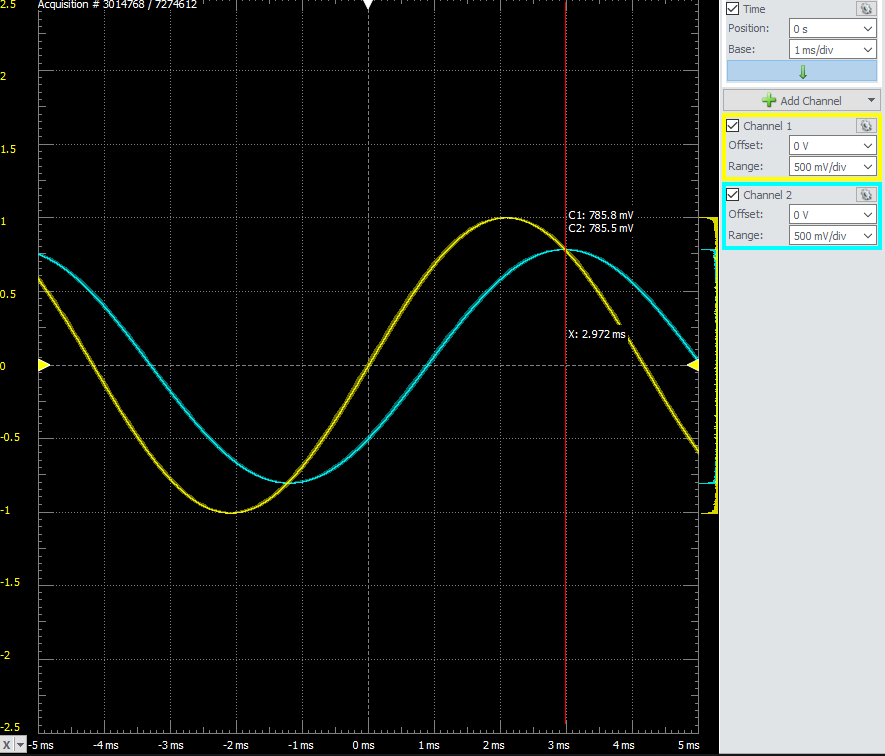 2.5
Acquisition # 3014768 / 7274612
2
1.5
1
0.5
0
-0.5
-1
-1.5
-2
-2.5
C1: 785.8 mV
C2: 785.5 mV
X: 2.972 ms
X
-5 ms
-4 ms
-3 ms
-2 ms
-1 ms
0 ms
1 ms
2 ms
3 ms
4 ms
5 ms
Time
Position: 0 s
Base: 1 ms/div
Add Channel
Channel 1
Offset: 0 V
Range: 500 mV/div
Channel 2
Offset: 0 V
Range: 500 mV/div